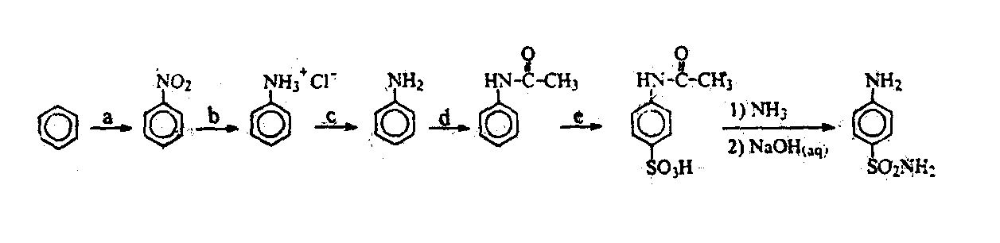 NO₂
NH₃⁺Cl⁻
NH₂
HN-C-CH₃
O
HN-C-CH₃
O
NH₂
a
b
c
d
e
1) NH₃
2) NaOH(aq)
SO₃H
SO₂NH₂